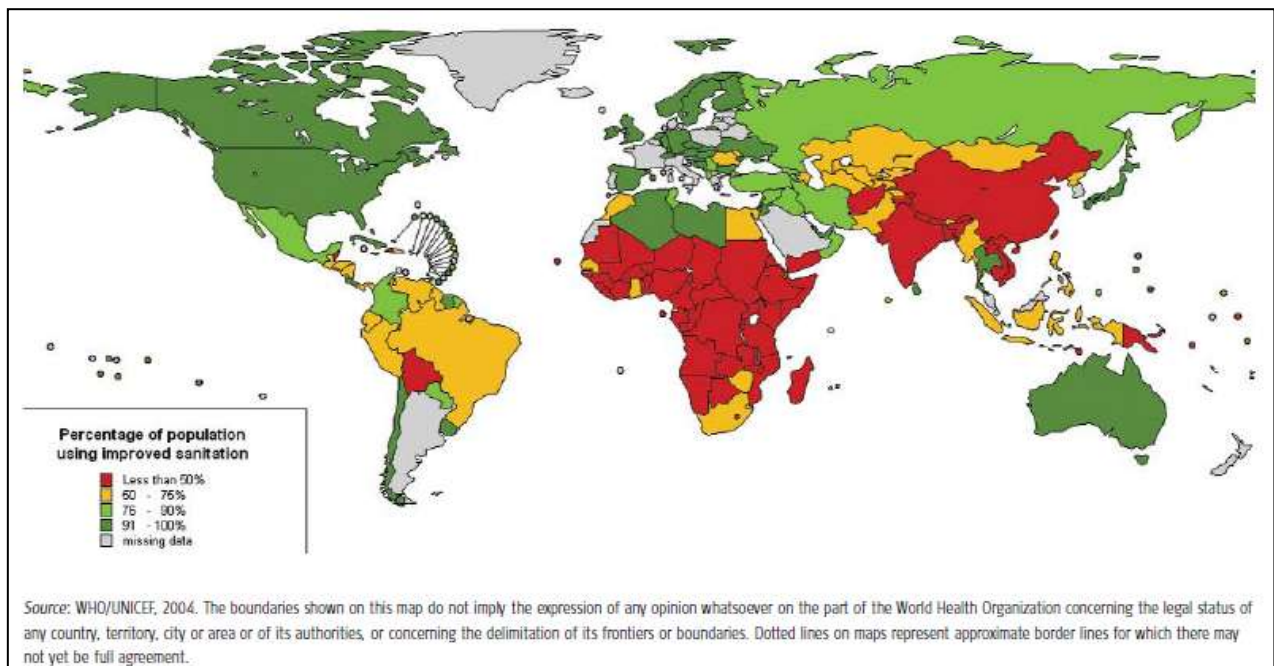 Percentage of population
using improved sanitation
Less than 50%
50 - 75%
76 - 90%
91 - 100%
missing data
Source: WHO/UNICEF, 2004. The boundaries shown on this map do not imply the expression of any opinion whatsoever on the part of the World Health Organization concerning the legal status of
any country, territory, city or area or of its authorities, or concerning the delimitation of its frontiers or boundaries. Dotted lines on maps represent approximate border lines for which there may
not yet be full agreement.